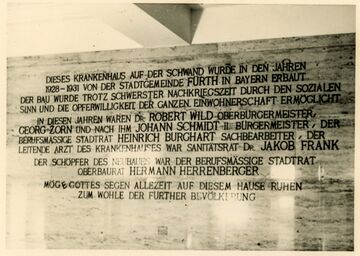 DIESES KRANKENHAUS AUF DER SCHWAND WURDE IN DEN JAHREN
1928-1931 VON DER STADTGEMEINDE FÜRTH IN BAYERN ERBAUT.
DER BAU WURDE TROTZ SCHWERSTER NACHKRIEGSZEIT DURCH DEN SOZIALEN
SINN UND DIE OPFERWILLIGKEIT DER GANZEN EINWOHNERSCHAFT ERMÖGLICHT.
IN DIESEN JAHREN WAREN DR. ROBERT WILD OBERBÜRGERMEISTER,
GEORG ZORN UND NACH IHM JOHANN SCHMIDT II. BÜRGERMEISTER, DER
BERUFSMÄSSIGE STADTRAT HEINRICH BURGHART SACHBEARBEITER, DER
LEITENDE ARZT DES KRANKENHAUSES WAR SANITÄTSRAT DR. JAKOB FRANK
DER SCHÖPFER DES NEUBAUES WAR DER BERUFSMÄSSIGE STADTRAT
OBERBAURAT HERMANN HERRENBERGER
MÖGE GOTTES SEGEN ALLEZEIT AUF DIESEM HAUSE RUHEN
ZUM WOHLE DER FÜRTHER BEVÖLKERUNG